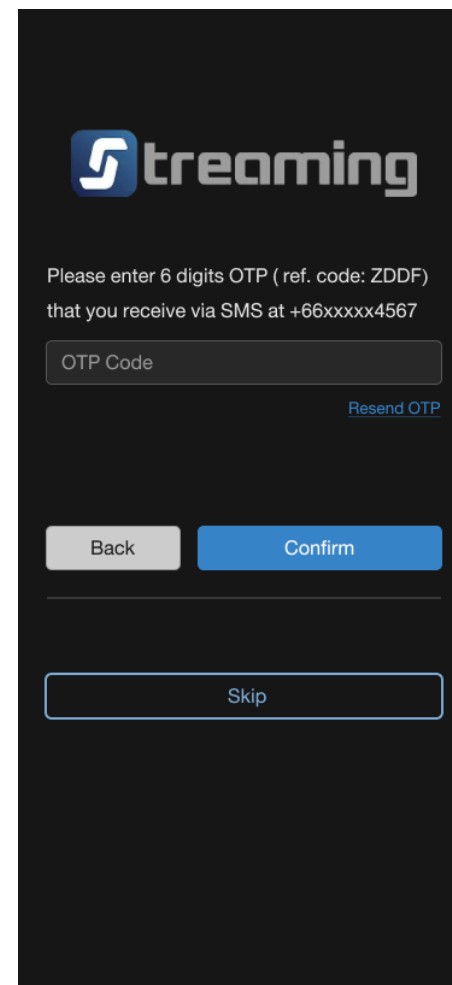 Streaming
Please enter 6 digits OTP ( ref. code: ZDDF)
that you receive via SMS at +66xxxxx4567
OTP Code
Resend OTP
Back
Confirm
Skip